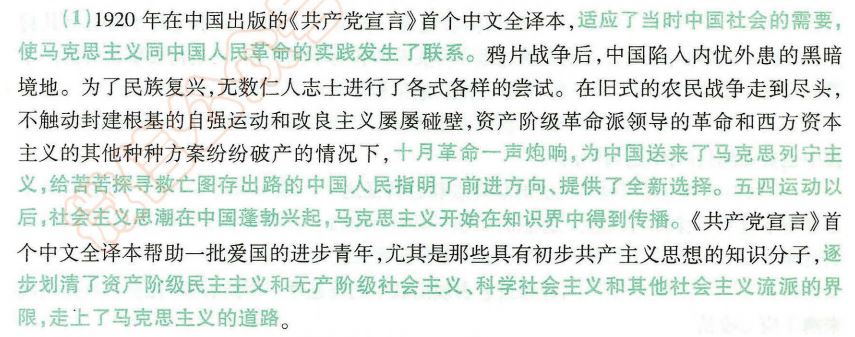 (1)1920年在中国出版的《共产党宣言》首个中文全译本,适应了当时中国社会的需要,
使马克思主义同中国人民革命的实践发生了联系。鸦片战争后,中国陷入内忧外患的黑暗
境地。为了民族复兴,无数仁人志士进行了各式各样的尝试。在旧式的农民战争走到尽头,
不触动封建根基的自强运动和改良主义屡屡碰壁,资产阶级革命派领导的革命和西方资本
主义的其他种种方案纷纷破产的情况下,十月革命一声炮响,为中国送来了马克思列宁主
义,给苦苦探寻救亡图存出路的中国人民指明了前进方向、提供了全新选择。五四运动以
后,社会主义思潮在中国蓬勃兴起,马克思主义开始在知识界中得到传播。《共产党宣言》首
个中文全译本帮助一批爱国的进步青年,尤其是那些具有初步共产主义思想的知识分子,逐
步划清了资产阶级民主主义和无产阶级社会主义、科学社会主义和其他社会主义流派的界
限,走上了马克思主义的道路。